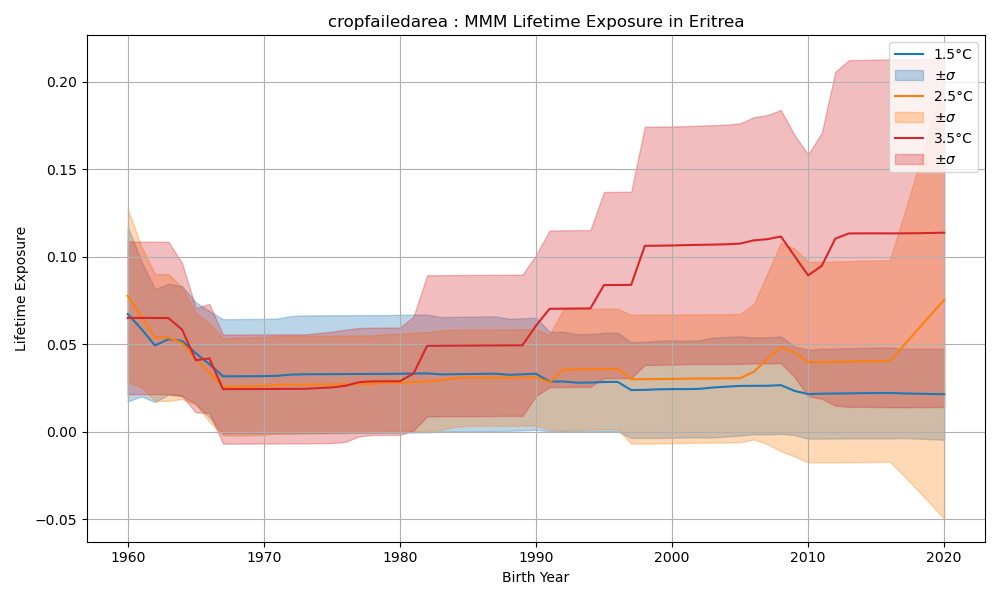 cropfailedarea : MMM Lifetime Exposure in Eritrea
Lifetime Exposure
0.20
0.15
0.10
0.05
0.00
−0.05
1960
1970
1980
1990
2000
2010
2020
Birth Year
1.5°C
±σ
2.5°C
±σ
3.5°C
±σ